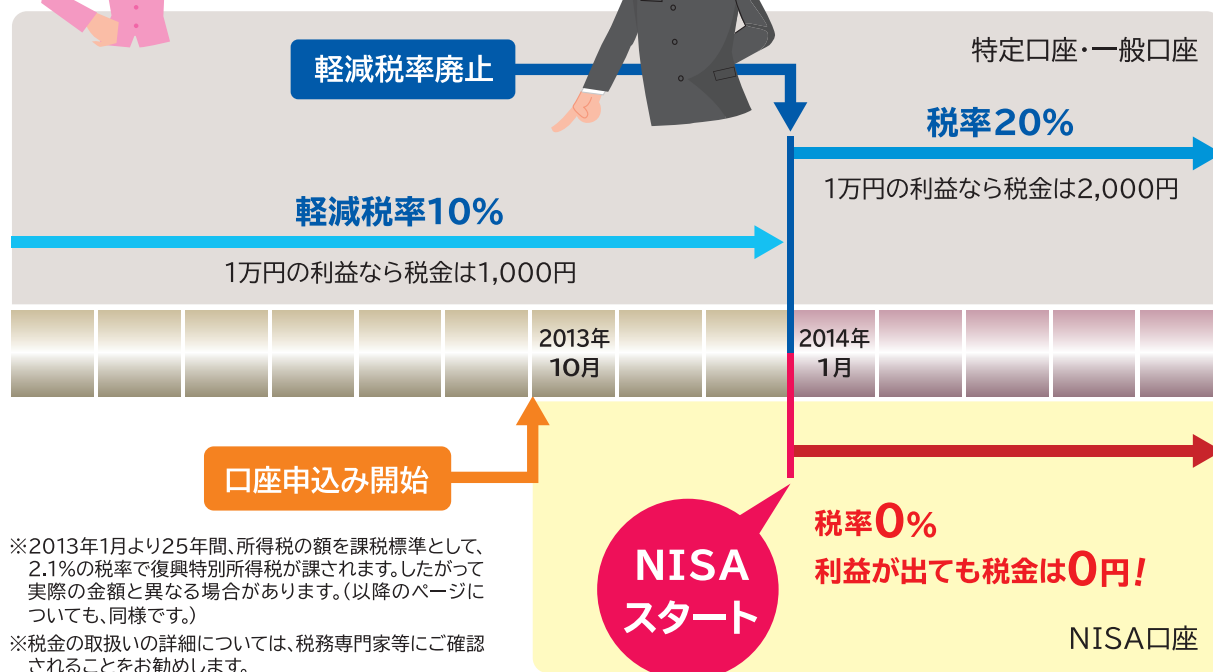 特定口座・一般口座
軽減税率廃止
税率20%
1万円の利益なら税金は2,000円
軽減税率10%
1万円の利益なら税金は1,000円
2013年
10月
2014年
1月
口座申込み開始
税率0%
利益が出ても税金は0円!
NISA
スタート
NISA口座
※2013年1月より25年間、所得税の額を課税標準として、
2.1%の税率で復興特別所得税が課されます。したがって
実際の金額と異なる場合があります。（以降のページに
ついても、同様です。）
※税金の取扱いの詳細については、税務専門家等にご確認
されることをお勧めします。